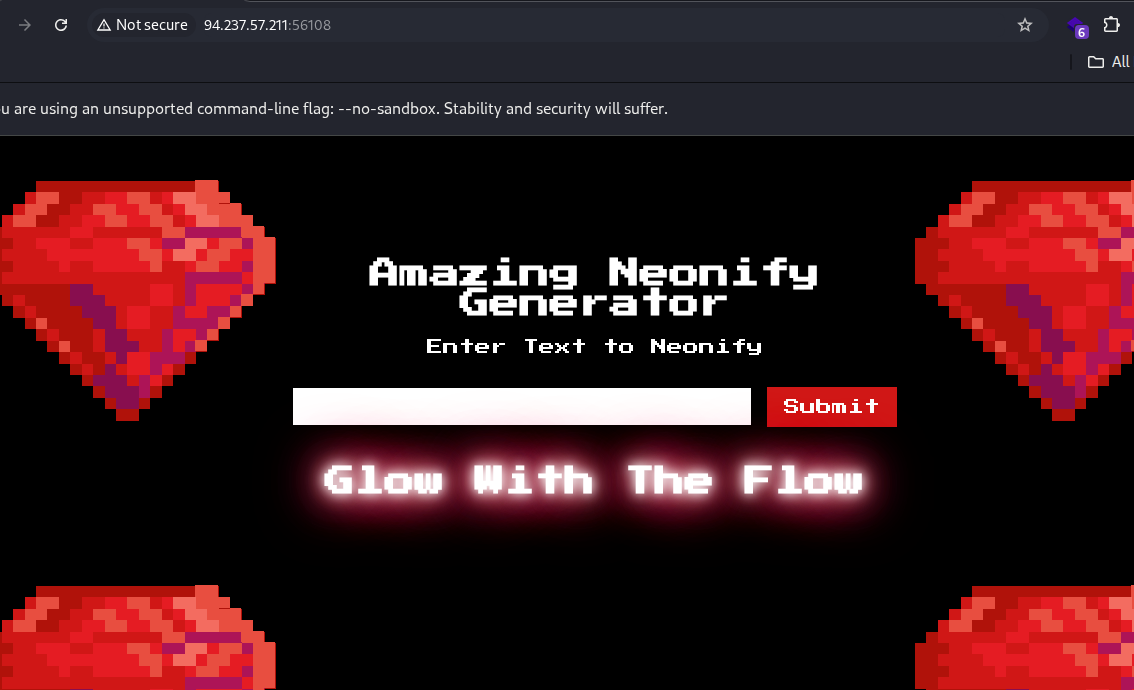 Not secure 94.237.57.211:56108
6
All
u are using an unsupported command-line flag: --no-sandbox. Stability and security will suffer.
Amazing Neonify
Generator
Enter Text to Neonify
Submit
Glow With The Flow